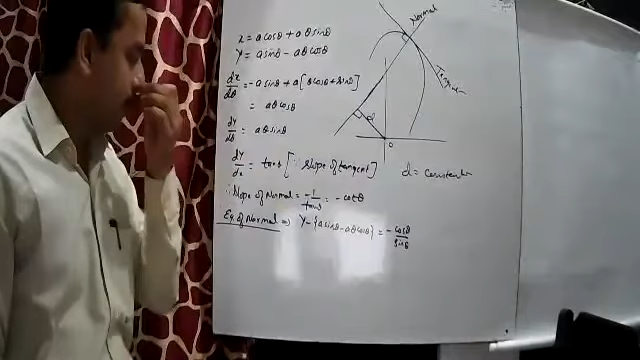 x = a cosθ + aθ sinθ
y = a sinθ − aθ cosθ
dx/dθ = −a sinθ + a[θ cosθ + sinθ]
= aθ cosθ
dy/dθ = aθ sinθ
dy/dx = tanθ [∵ Slope of tangent]
∴ Slope of Normal = −1/tanθ = −cotθ
Eq. of Normal ⇒ y − {a sinθ − aθ cosθ} = −cosθ/sinθ
Normal
Tangent
d
O
d = Constant